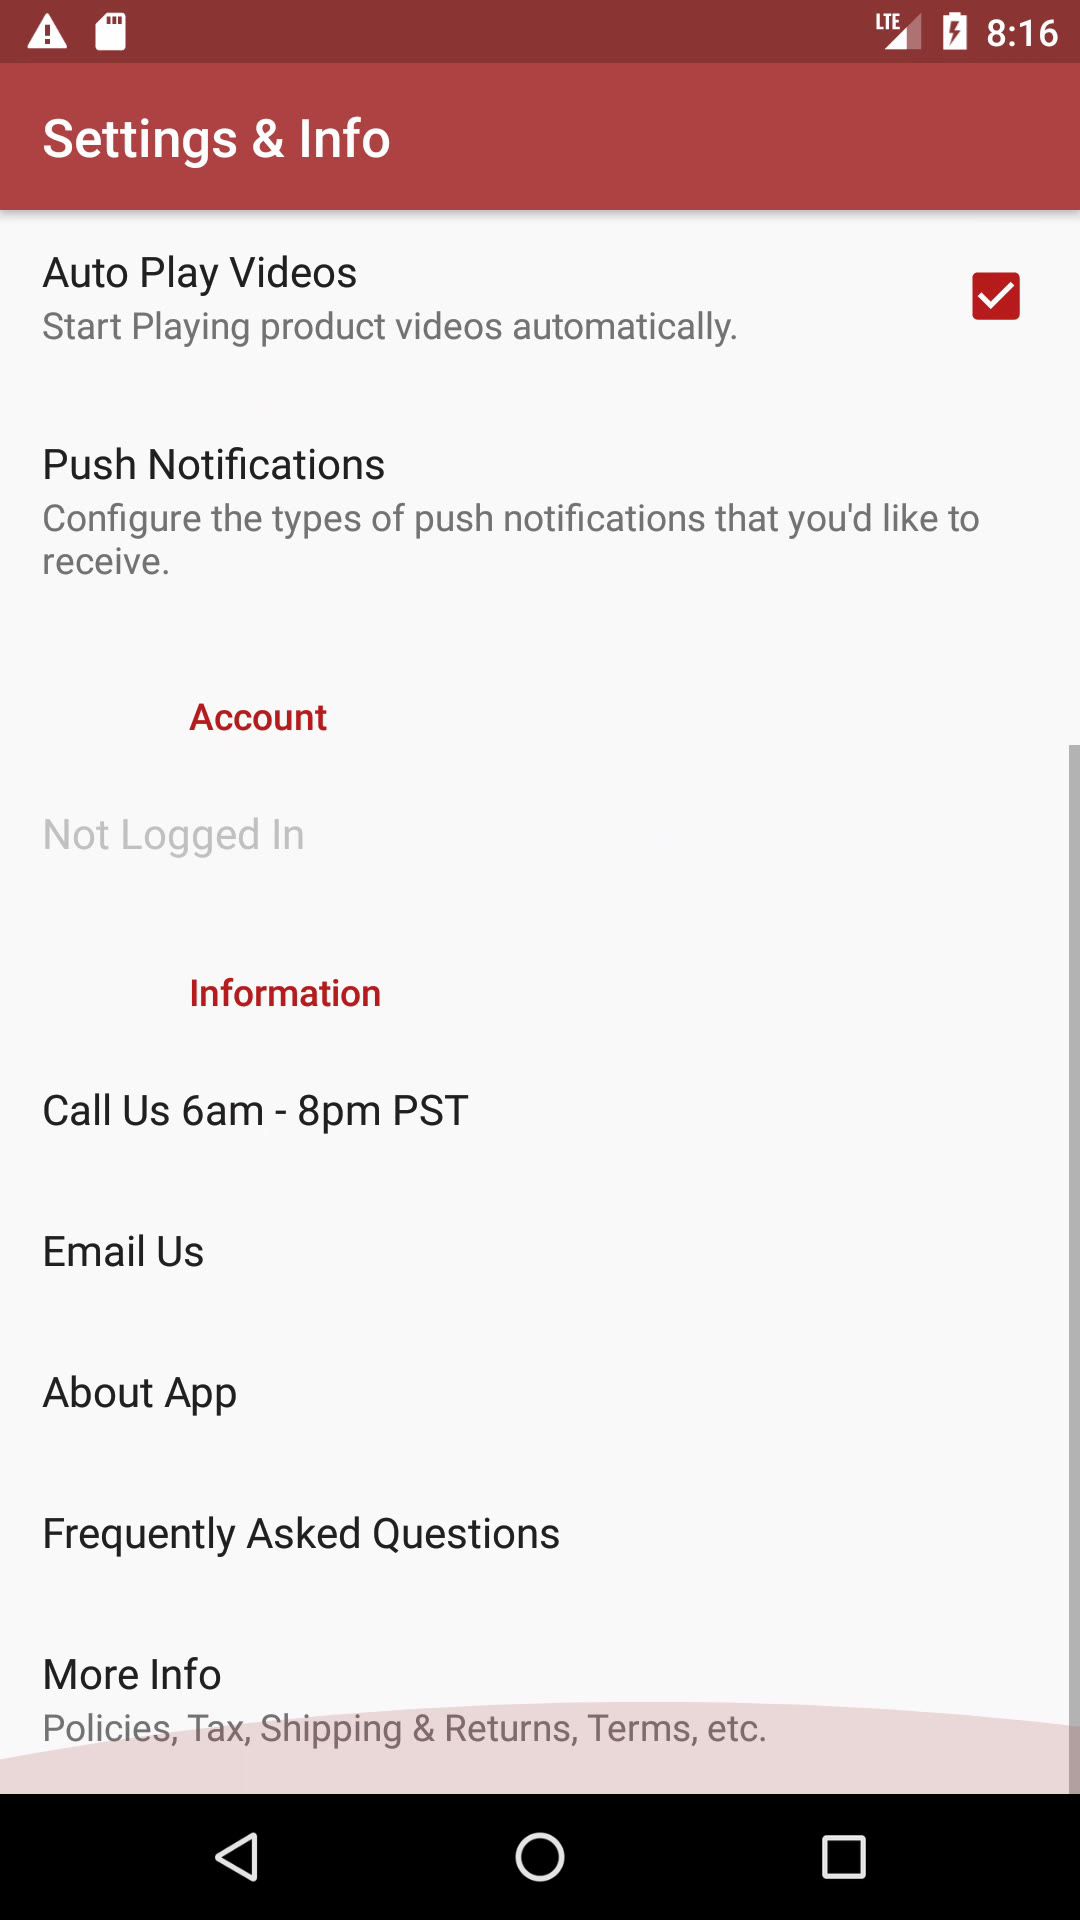 LTE 8:16
Settings & Info
Auto Play Videos
Start Playing product videos automatically.
Push Notifications
Configure the types of push notifications that you'd like to
receive.
Account
Not Logged In
Information
Call Us 6am - 8pm PST
Email Us
About App
Frequently Asked Questions
More Info
Policies, Tax, Shipping & Returns, Terms, etc.